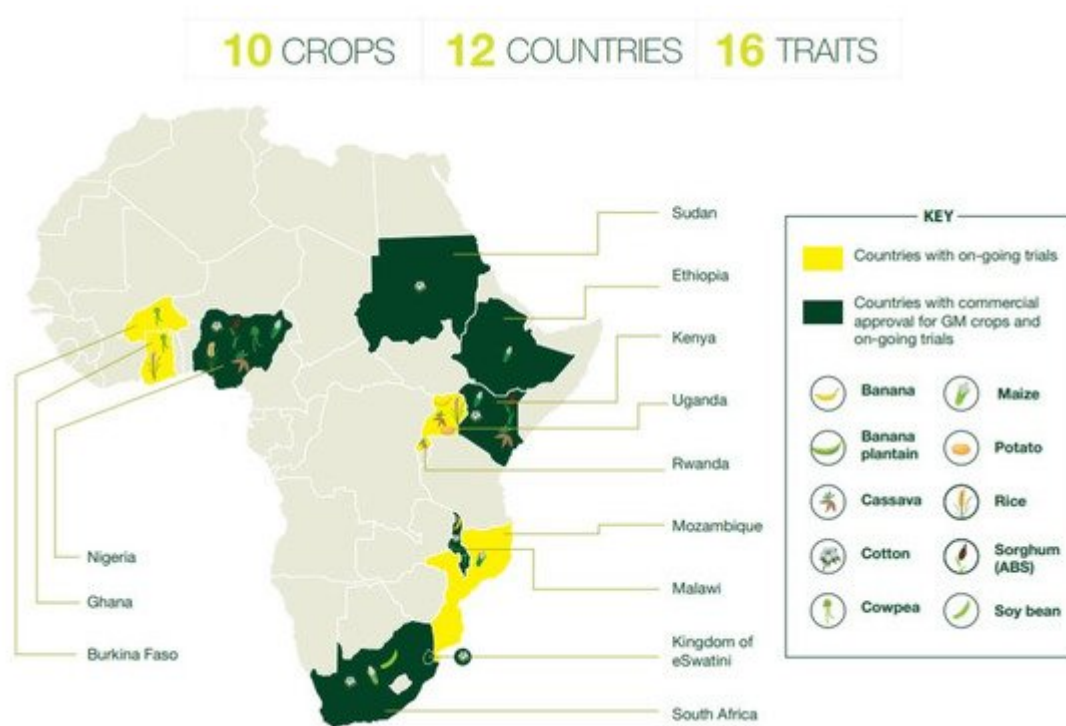 10 CROPS
12 COUNTRIES
16 TRAITS
Sudan
Ethiopia
Kenya
Uganda
Rwanda
Mozambique
Malawi
Kingdom of
eSwatini
South Africa
Nigeria
Ghana
Burkina Faso
KEY
Countries with on-going trials
Countries with commercial
approval for GM crops and
on-going trials
Banana
Maize
Banana
plantain
Potato
Cassava
Rice
Cotton
Sorghum
(ABS)
Cowpea
Soy bean